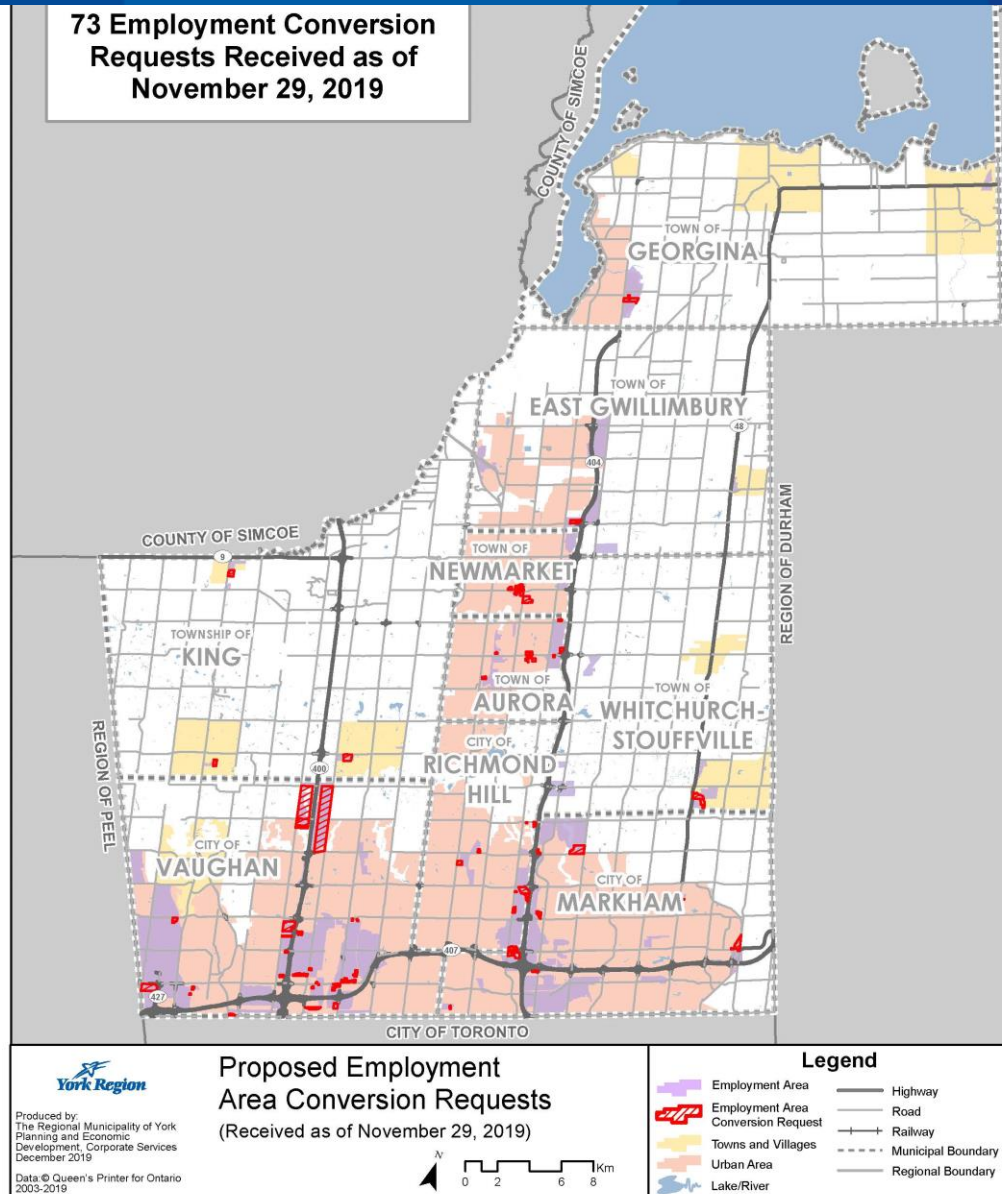 73 Employment Conversion
Requests Received as of
November 29, 2019
COUNTY OF SIMCOE
TOWN OF
GEORGINA
TOWN OF
EAST GWILLIMBURY
48
404
REGION OF DURHAM
COUNTY OF SIMCOE
9
TOWN OF
NEWMARKET
TOWNSHIP OF
KING
TOWN OF
AURORA
TOWN OF
WHITCHURCH-
STOUFFVILLE
REGION OF PEEL
CITY OF
RICHMOND
HILL
400
CITY OF
VAUGHAN
CITY OF
MARKHAM
407
427
CITY OF TORONTO
York Region
Produced by:
The Regional Municipality of York
Planning and Economic
Development, Corporate Services
December 2019
Data:© Queen's Printer for Ontario
2003-2019
Proposed Employment
Area Conversion Requests
(Received as of November 29, 2019)
N
Km
0 2 4 6 8
Legend
Employment Area
Employment Area
Conversion Request
Towns and Villages
Urban Area
Lake/River
Highway
Road
Railway
Municipal Boundary
Regional Boundary